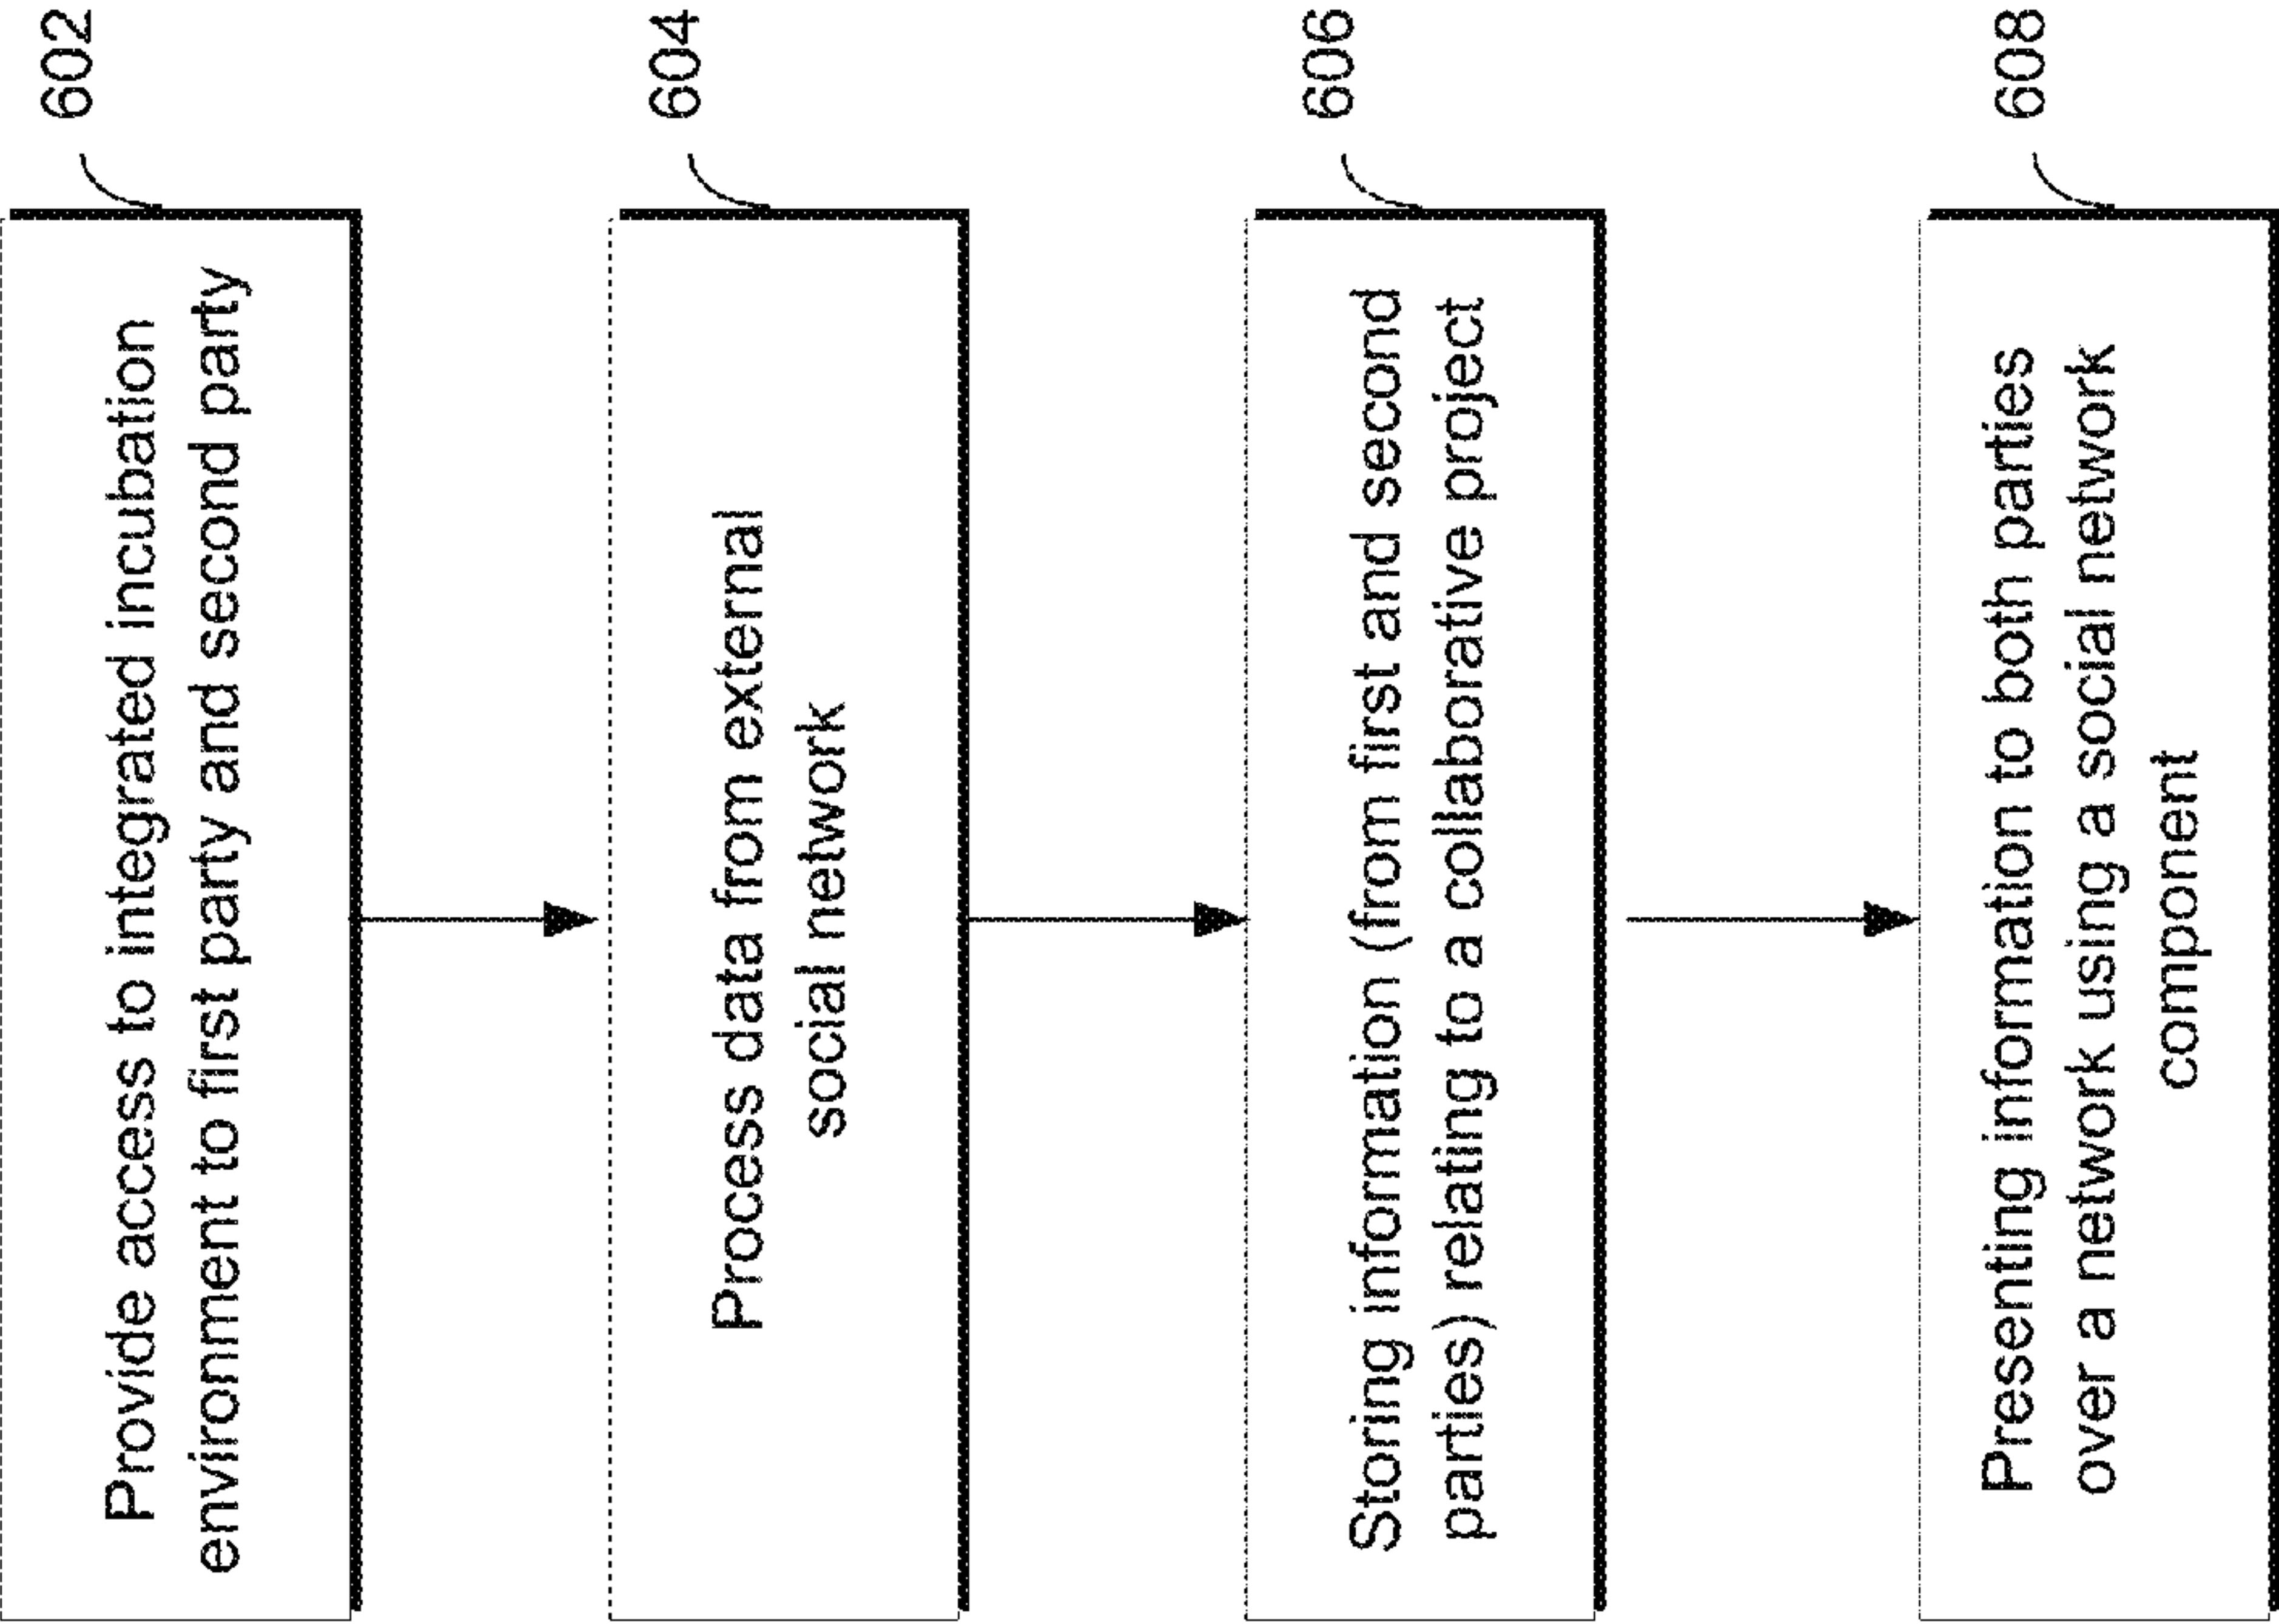 Provide access to integrated incubation
environment to first party and second party
602
Process data from external
social network
604
Storing information (from first and second
parties) relating to a collaborative project
606
Presenting information to both parties
over a network using a social network
component
608